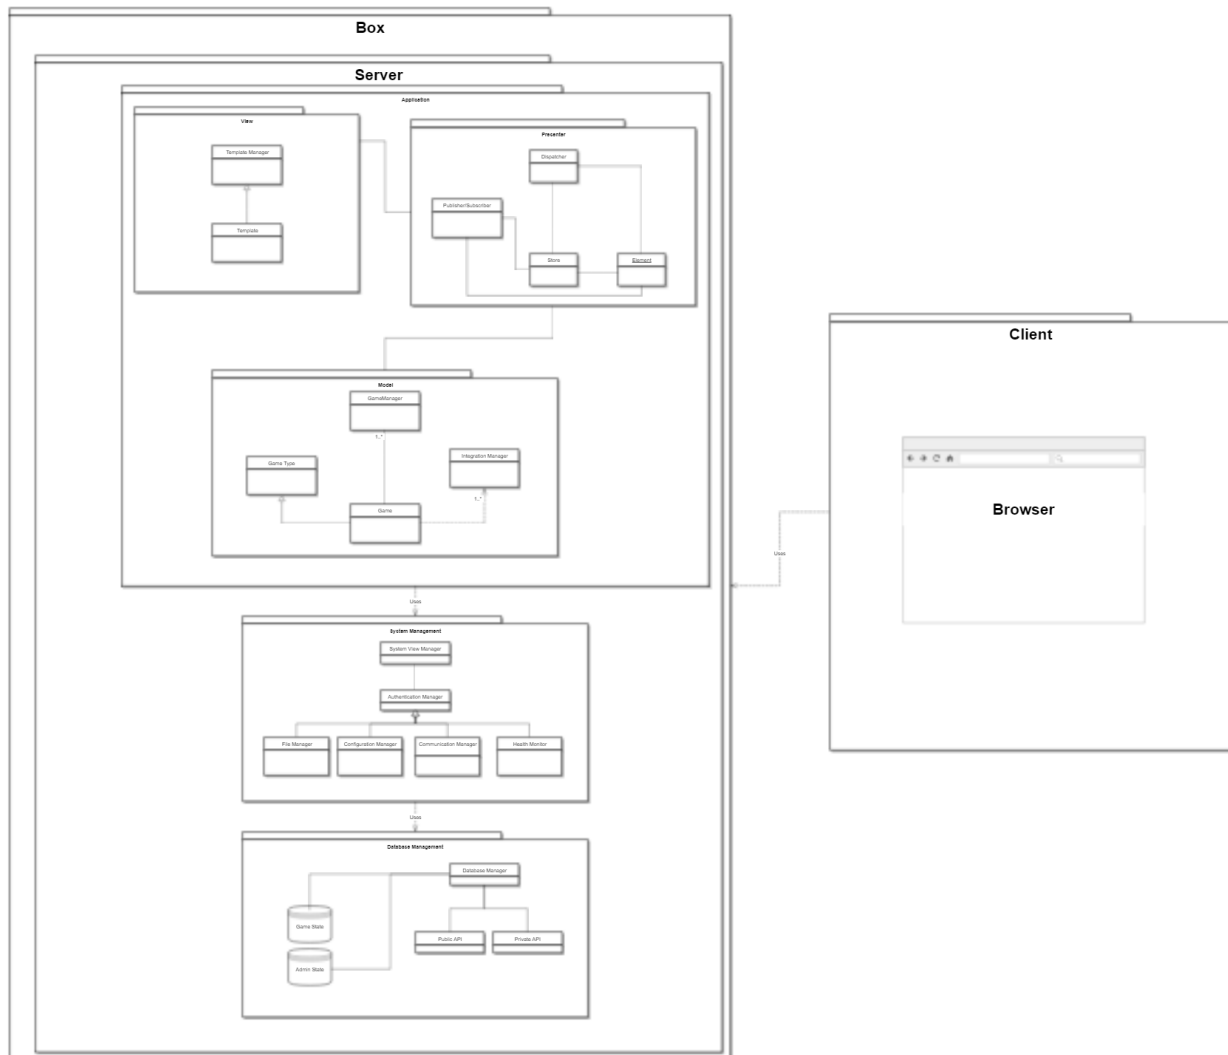 Box
Server
Application
View
Template Manager
Template
Presenter
Dispatcher
Publisher/Subscriber
Store
Element
Model
GameManager
1..*
Game Type
Integration Manager
1..*
Game
Uses
System Management
System View Manager
Authentication Manager
File Manager
Configuration Manager
Communication Manager
Health Monitor
Uses
Database Management
Database Manager
Game State
Public API
Private API
Admin State
Client
Browser
Uses